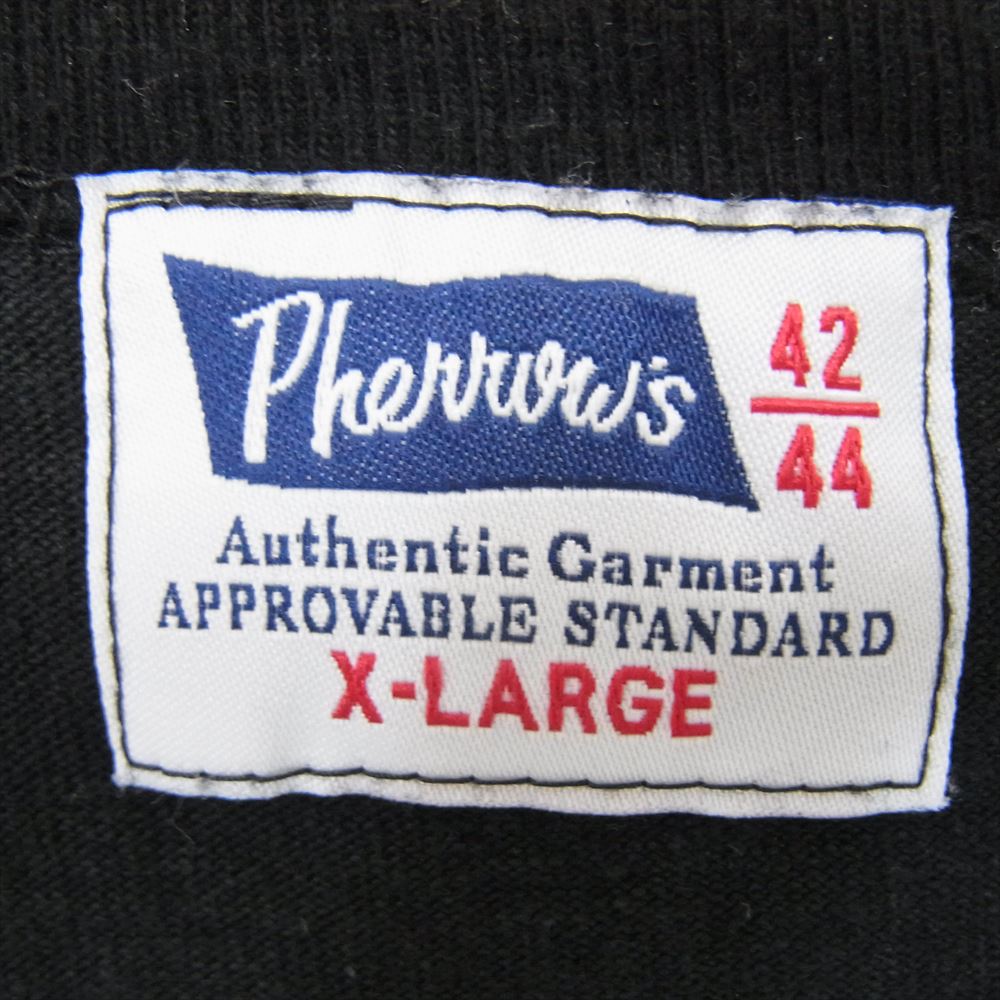 Pherrow's
42
44
Authentic Garment
APPROVABLE STANDARD
X-LARGE